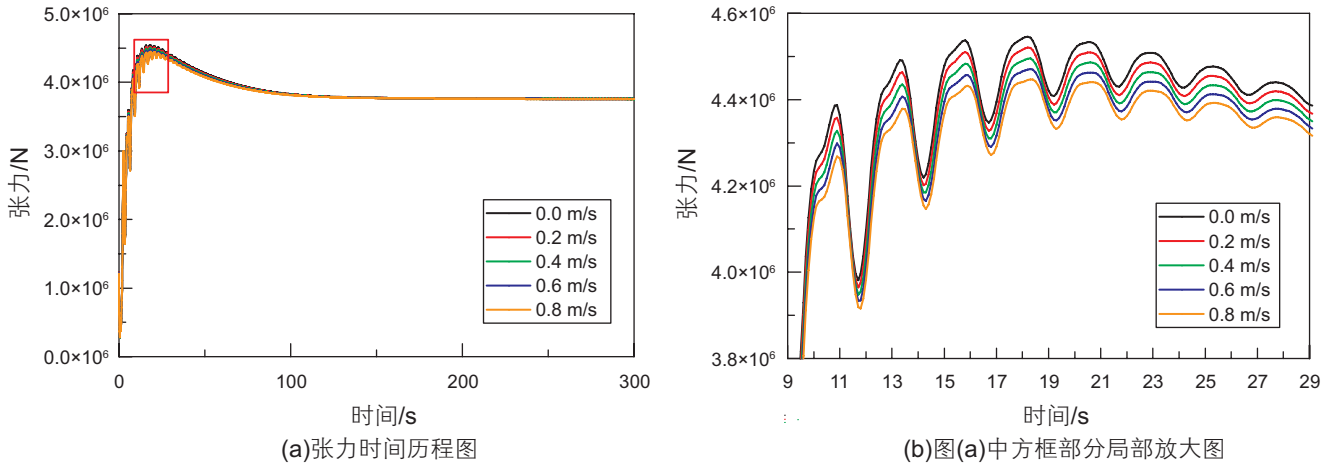 5.0×10⁶
4.0×10⁶
3.0×10⁶
2.0×10⁶
1.0×10⁶
0.0×10⁶
张力/N
0.0 m/s
0.2 m/s
0.4 m/s
0.6 m/s
0.8 m/s
0 100 200 300
时间/s
(a)张力时间历程图
4.6×10⁶
4.4×10⁶
4.2×10⁶
4.0×10⁶
3.8×10⁶
张力/N
0.0 m/s
0.2 m/s
0.4 m/s
0.6 m/s
0.8 m/s
9 11 13 15 17 19 21 23 25 27 29
时间/s
(b)图(a)中方框部分局部放大图